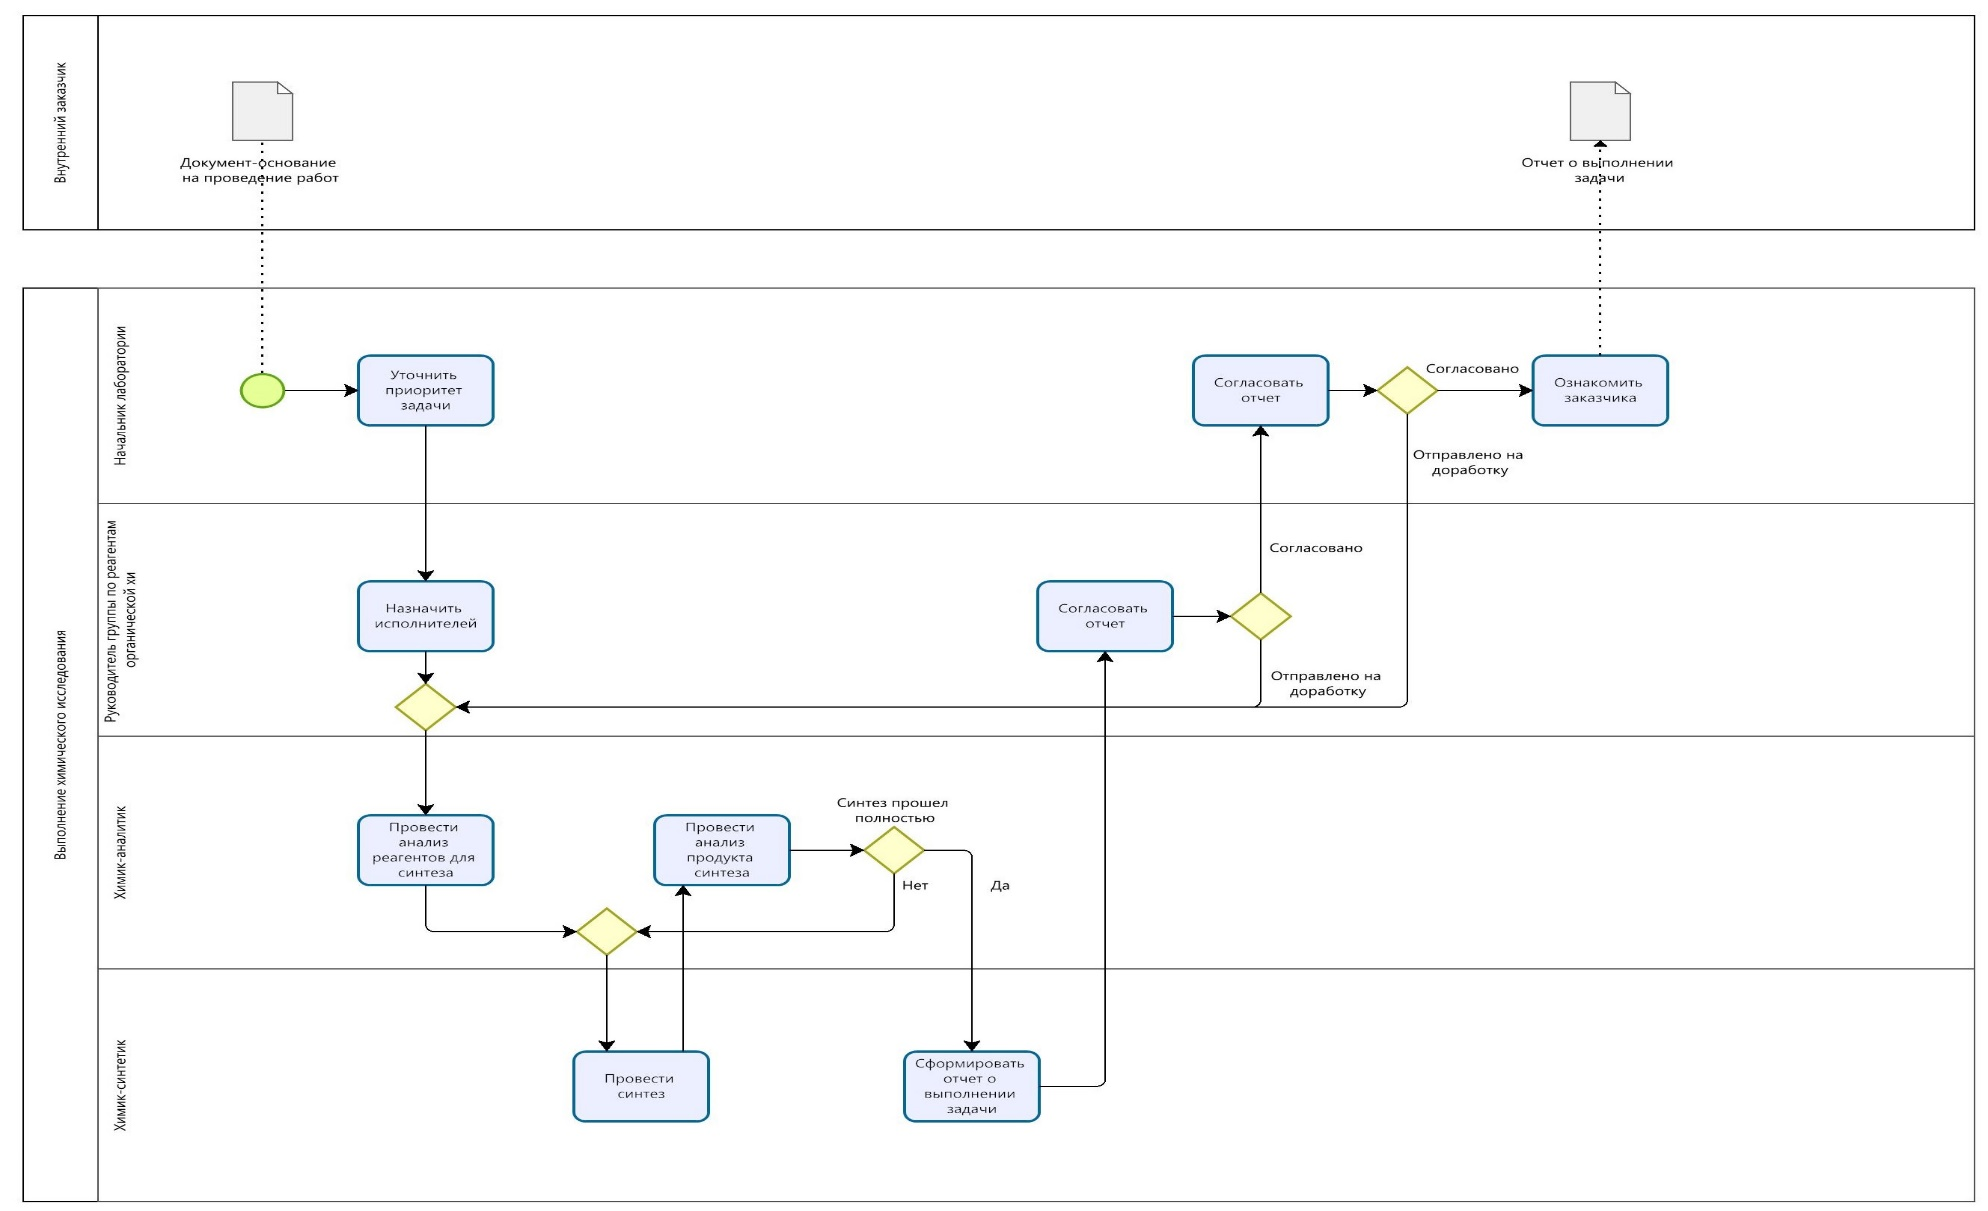 Внутренний заказчик
Документ-основание
на проведение работ
Отчет о выполнении
задачи
Выполнение химического исследования
Начальник лаборатории
Уточнить
приоритет
задачи
Согласовать
отчет
Согласовано
Ознакомить
заказчика
Отправлено на
доработку
Руководитель группы по реагентам
органической хи
Назначить
исполнителей
Согласовать
отчет
Согласовано
Отправлено на
доработку
Химик-аналитик
Провести
анализ
реагентов для
синтеза
Провести
анализ
продукта
синтеза
Синтез прошел
полностью
Нет
Да
Химик-синтетик
Провести
синтез
Сформировать
отчет о
выполнении
задачи